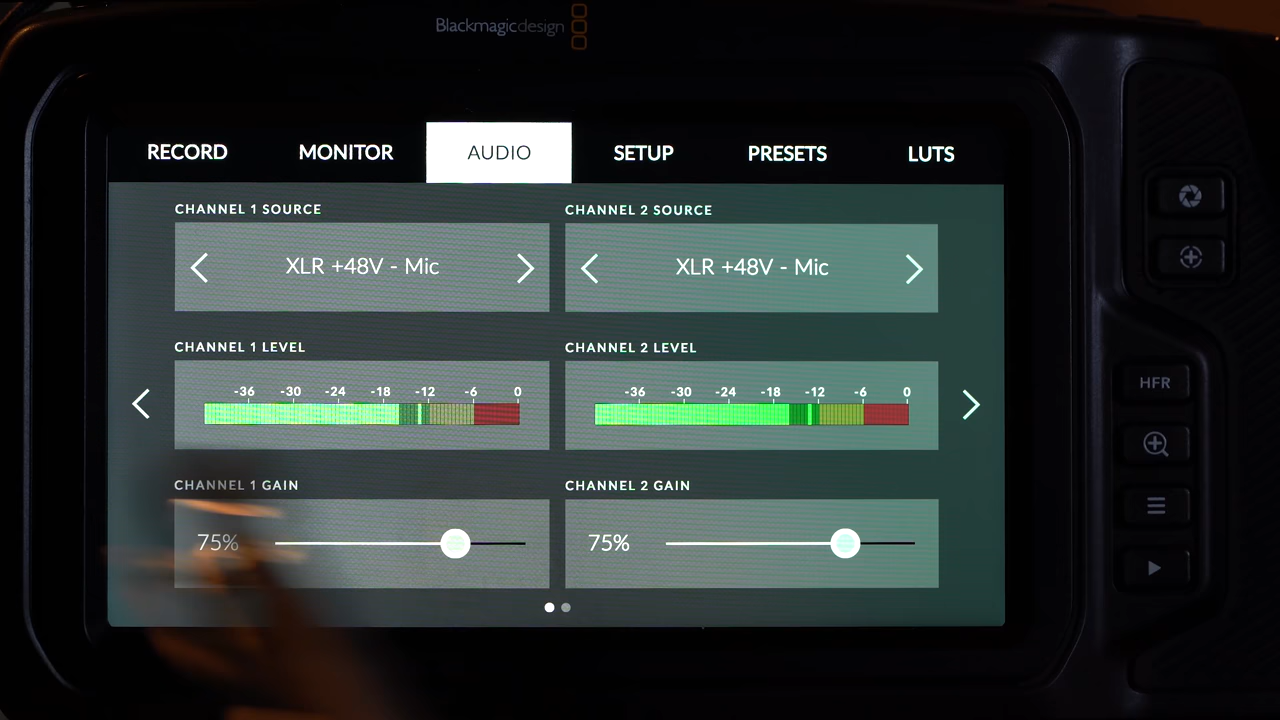 Blackmagicdesign
RECORD MONITOR AUDIO SETUP PRESETS LUTS
CHANNEL 1 SOURCE CHANNEL 2 SOURCE
XLR +48V - Mic XLR +48V - Mic
CHANNEL 1 LEVEL CHANNEL 2 LEVEL
-36 -30 -24 -18 -12 -6 0 -36 -30 -24 -18 -12 -6 0
HFR
CHANNEL 1 GAIN CHANNEL 2 GAIN
75% 75%